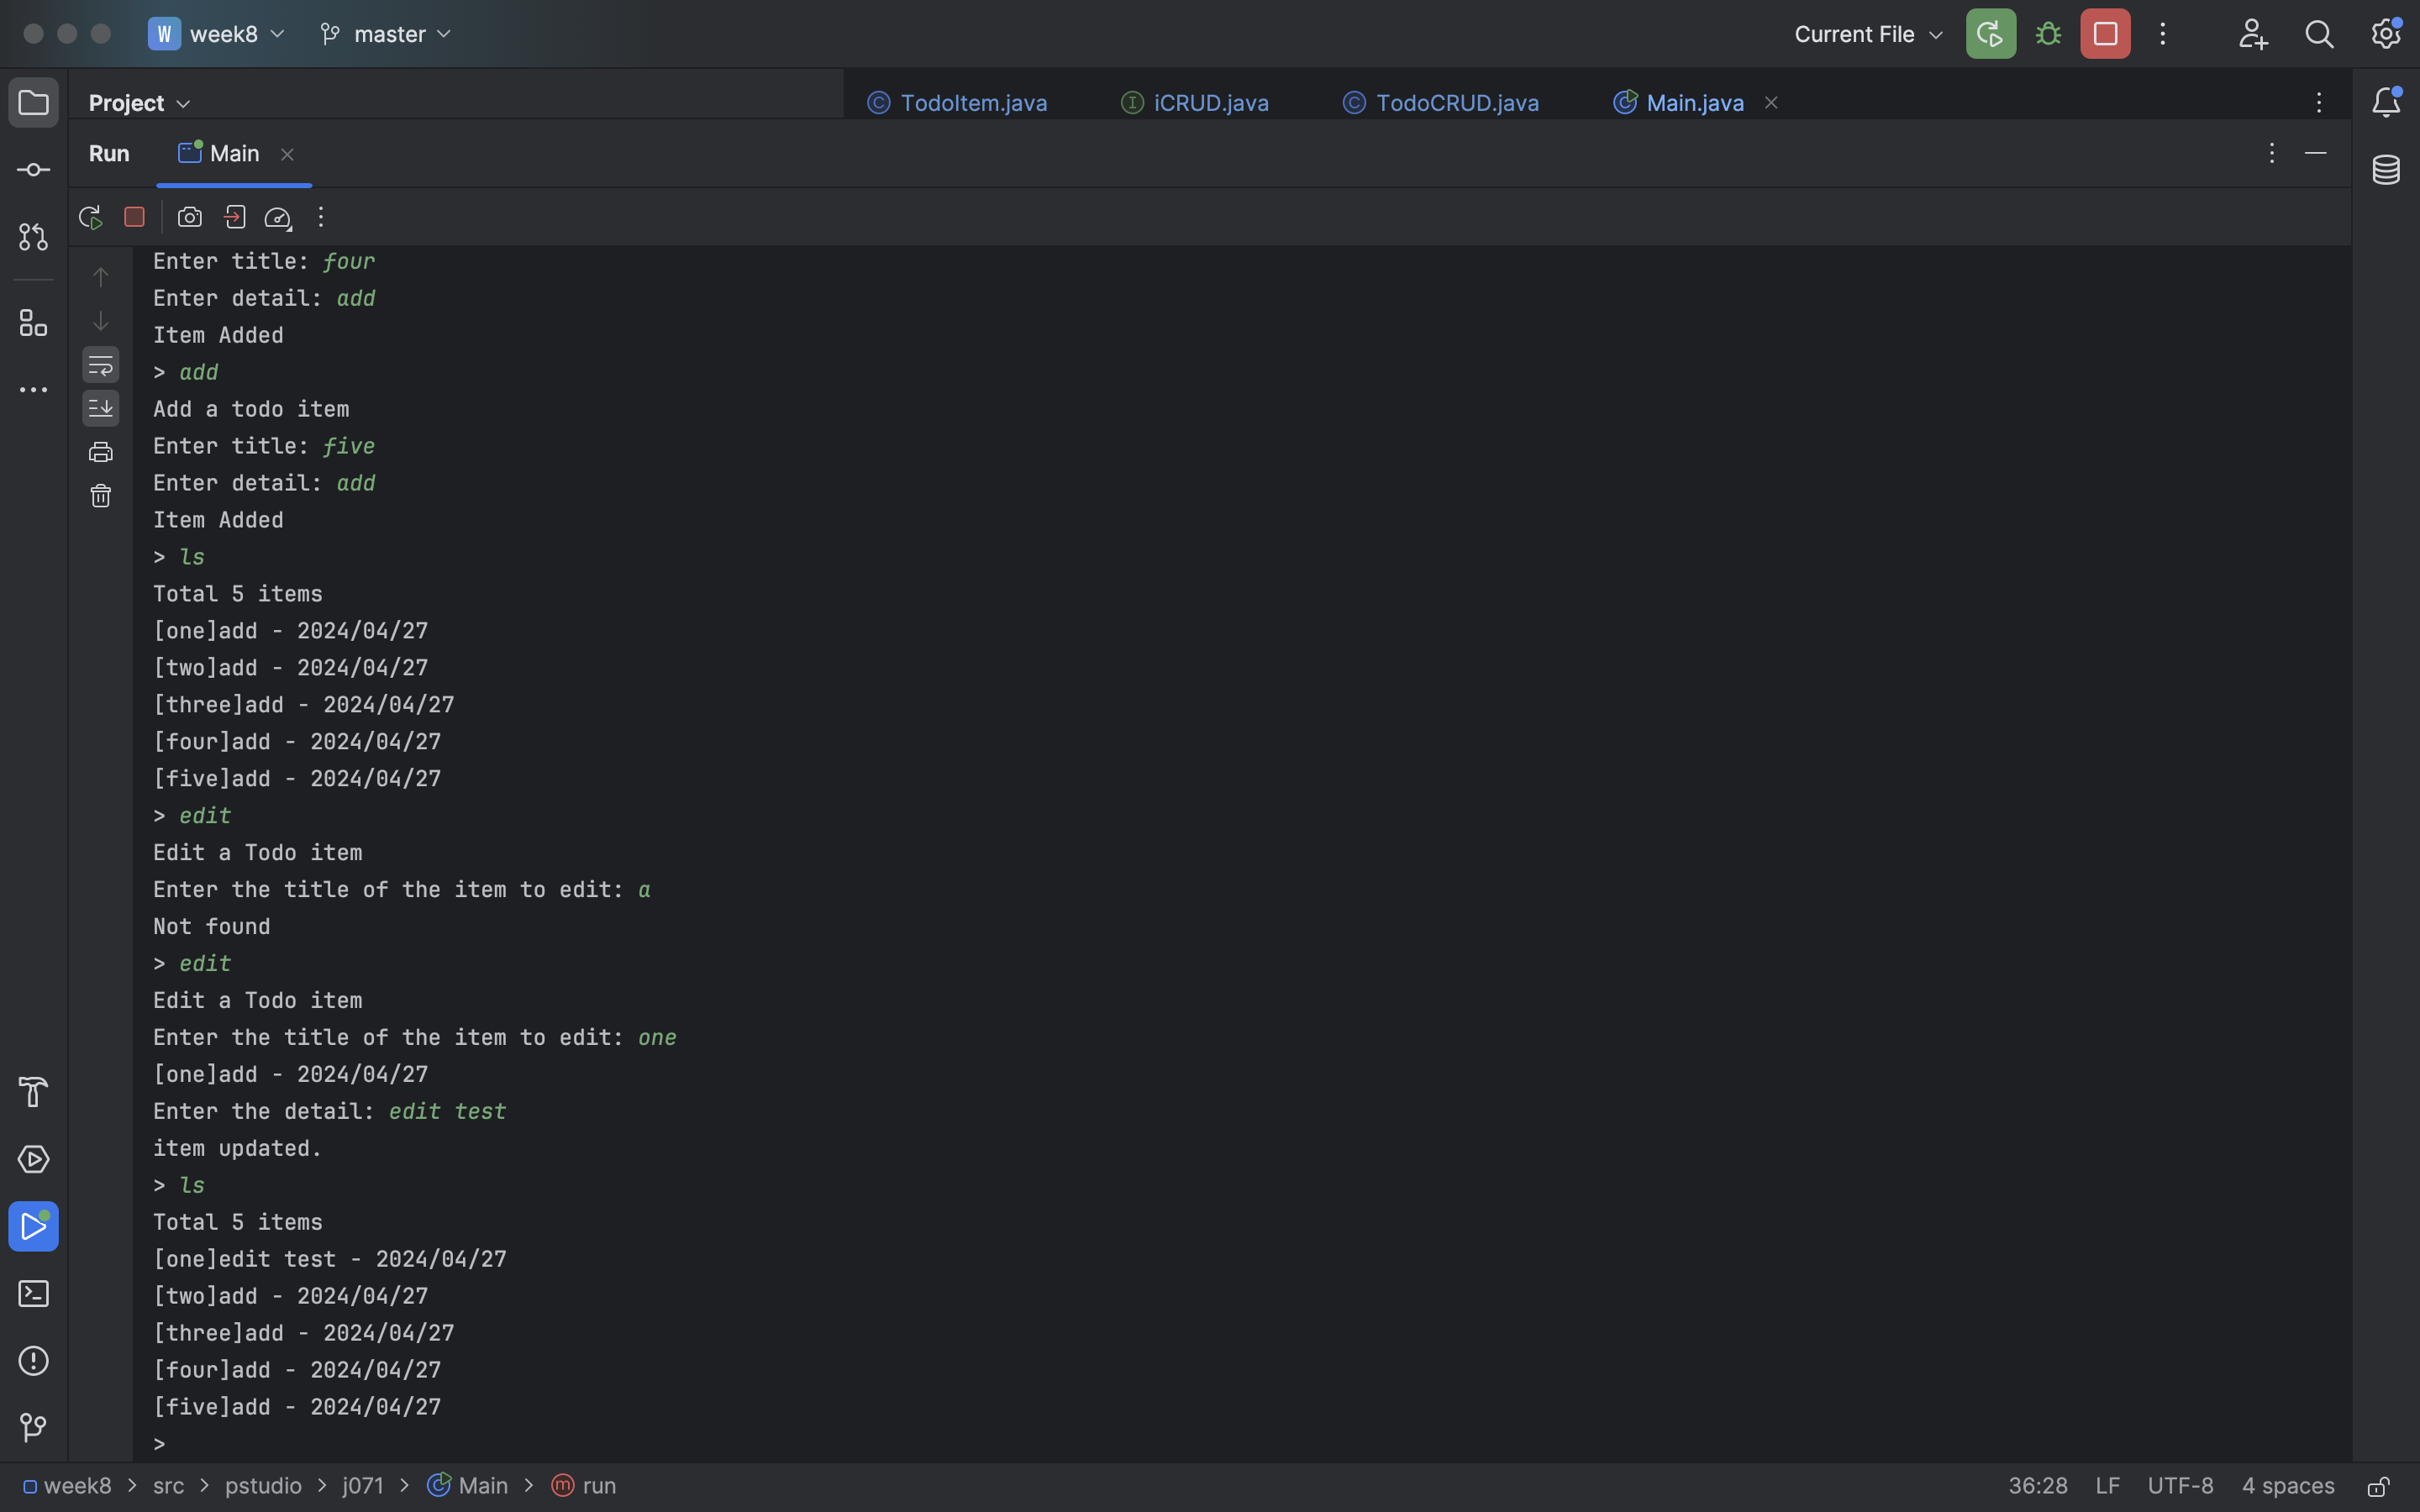 W week8 master Current File
Project TodoItem.java iCRUD.java TodoCRUD.java Main.java
Run Main
Enter title: four
Enter detail: add
Item Added
> add
Add a todo item
Enter title: five
Enter detail: add
Item Added
> ls
Total 5 items
[one]add - 2024/04/27
[two]add - 2024/04/27
[three]add - 2024/04/27
[four]add - 2024/04/27
[five]add - 2024/04/27
> edit
Edit a Todo item
Enter the title of the item to edit: a
Not found
> edit
Edit a Todo item
Enter the title of the item to edit: one
[one]add - 2024/04/27
Enter the detail: edit test
item updated.
> ls
Total 5 items
[one]edit test - 2024/04/27
[two]add - 2024/04/27
[three]add - 2024/04/27
[four]add - 2024/04/27
[five]add - 2024/04/27
>
week8 > src > pstudio > j071 > Main > run 36:28 LF UTF-8 4 spaces